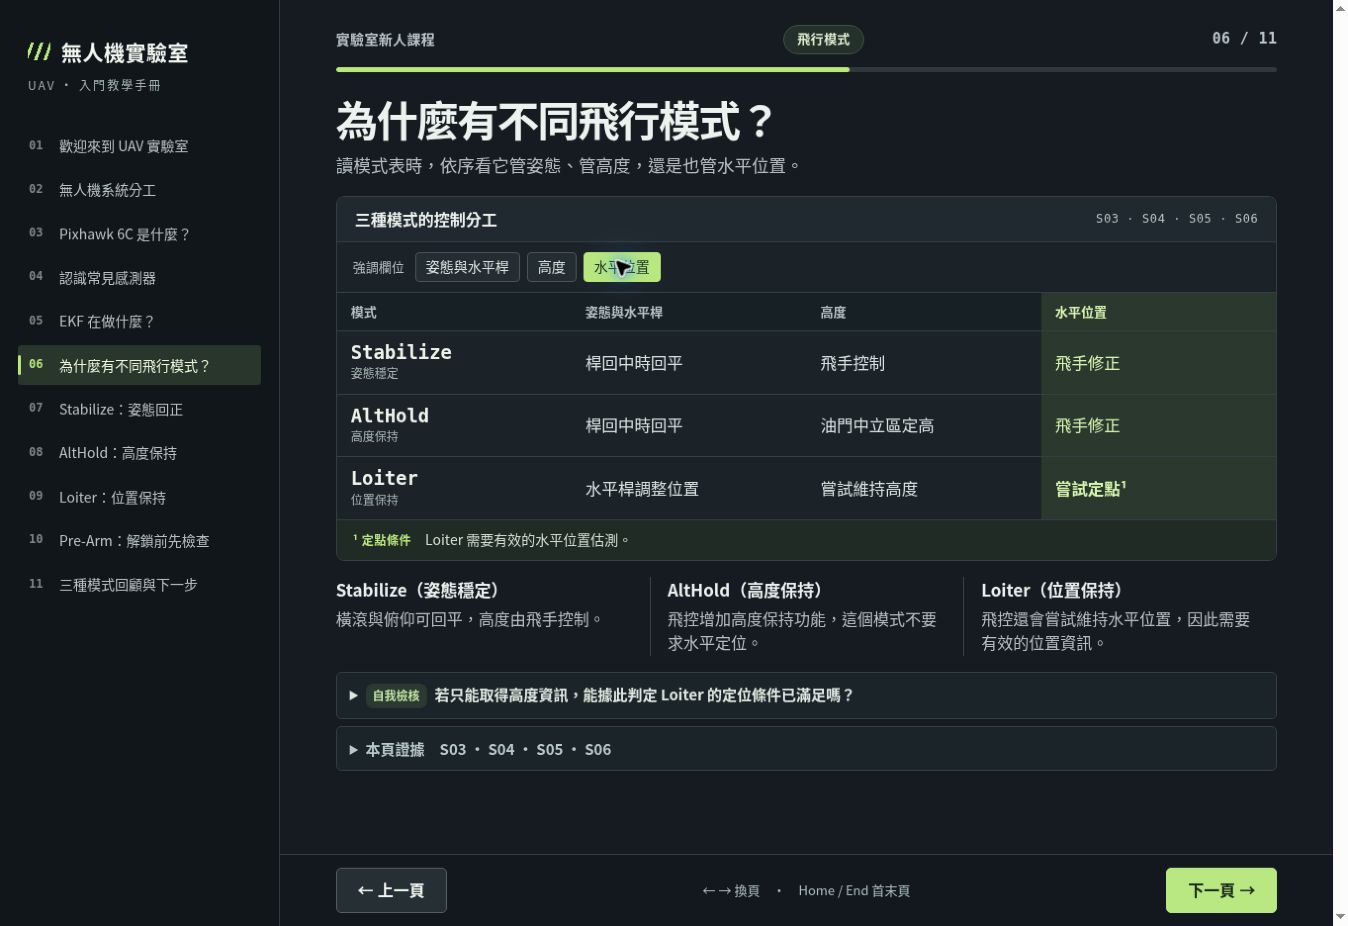 /// 無人機實驗室
UAV · 入門教學手冊
01 歡迎來到 UAV 實驗室
02 無人機系統分工
03 Pixhawk 6C 是什麼？
04 認識常見感測器
05 EKF 在做什麼？
06 為什麼有不同飛行模式？
07 Stabilize：姿態回正
08 AltHold：高度保持
09 Loiter：位置保持
10 Pre-Arm：解鎖前先檢查
11 三種模式回顧與下一步
實驗室新人課程 飛行模式 06 / 11
為什麼有不同飛行模式？
讀模式表時，依序看它管姿態、管高度，還是也管水平位置。
三種模式的控制分工 S03 · S04 · S05 · S06
強調欄位 姿態與水平桿 高度 水平位置
模式 姿態與水平桿 高度 水平位置
Stabilize 桿回中時回平 飛手控制 飛手修正
姿態穩定
AltHold 桿回中時回平 油門中立區定高 飛手修正
高度保持
Loiter 水平桿調整位置 嘗試維持高度 嘗試定點¹
位置保持
¹ 定點條件 Loiter 需要有效的水平位置估測。
Stabilize（姿態穩定）
橫滾與俯仰可回平，高度由飛手控制。
AltHold（高度保持）
飛控增加高度保持功能，這個模式不要
求水平定位。
Loiter（位置保持）
飛控還會嘗試維持水平位置，因此需要
有效的位置資訊。
▶ 自我檢核 若只能取得高度資訊，能據此判定 Loiter 的定位條件已滿足嗎？
▶ 本頁證據 S03 · S04 · S05 · S06
← 上一頁 ← → 換頁 · Home / End 首末頁 下一頁 →